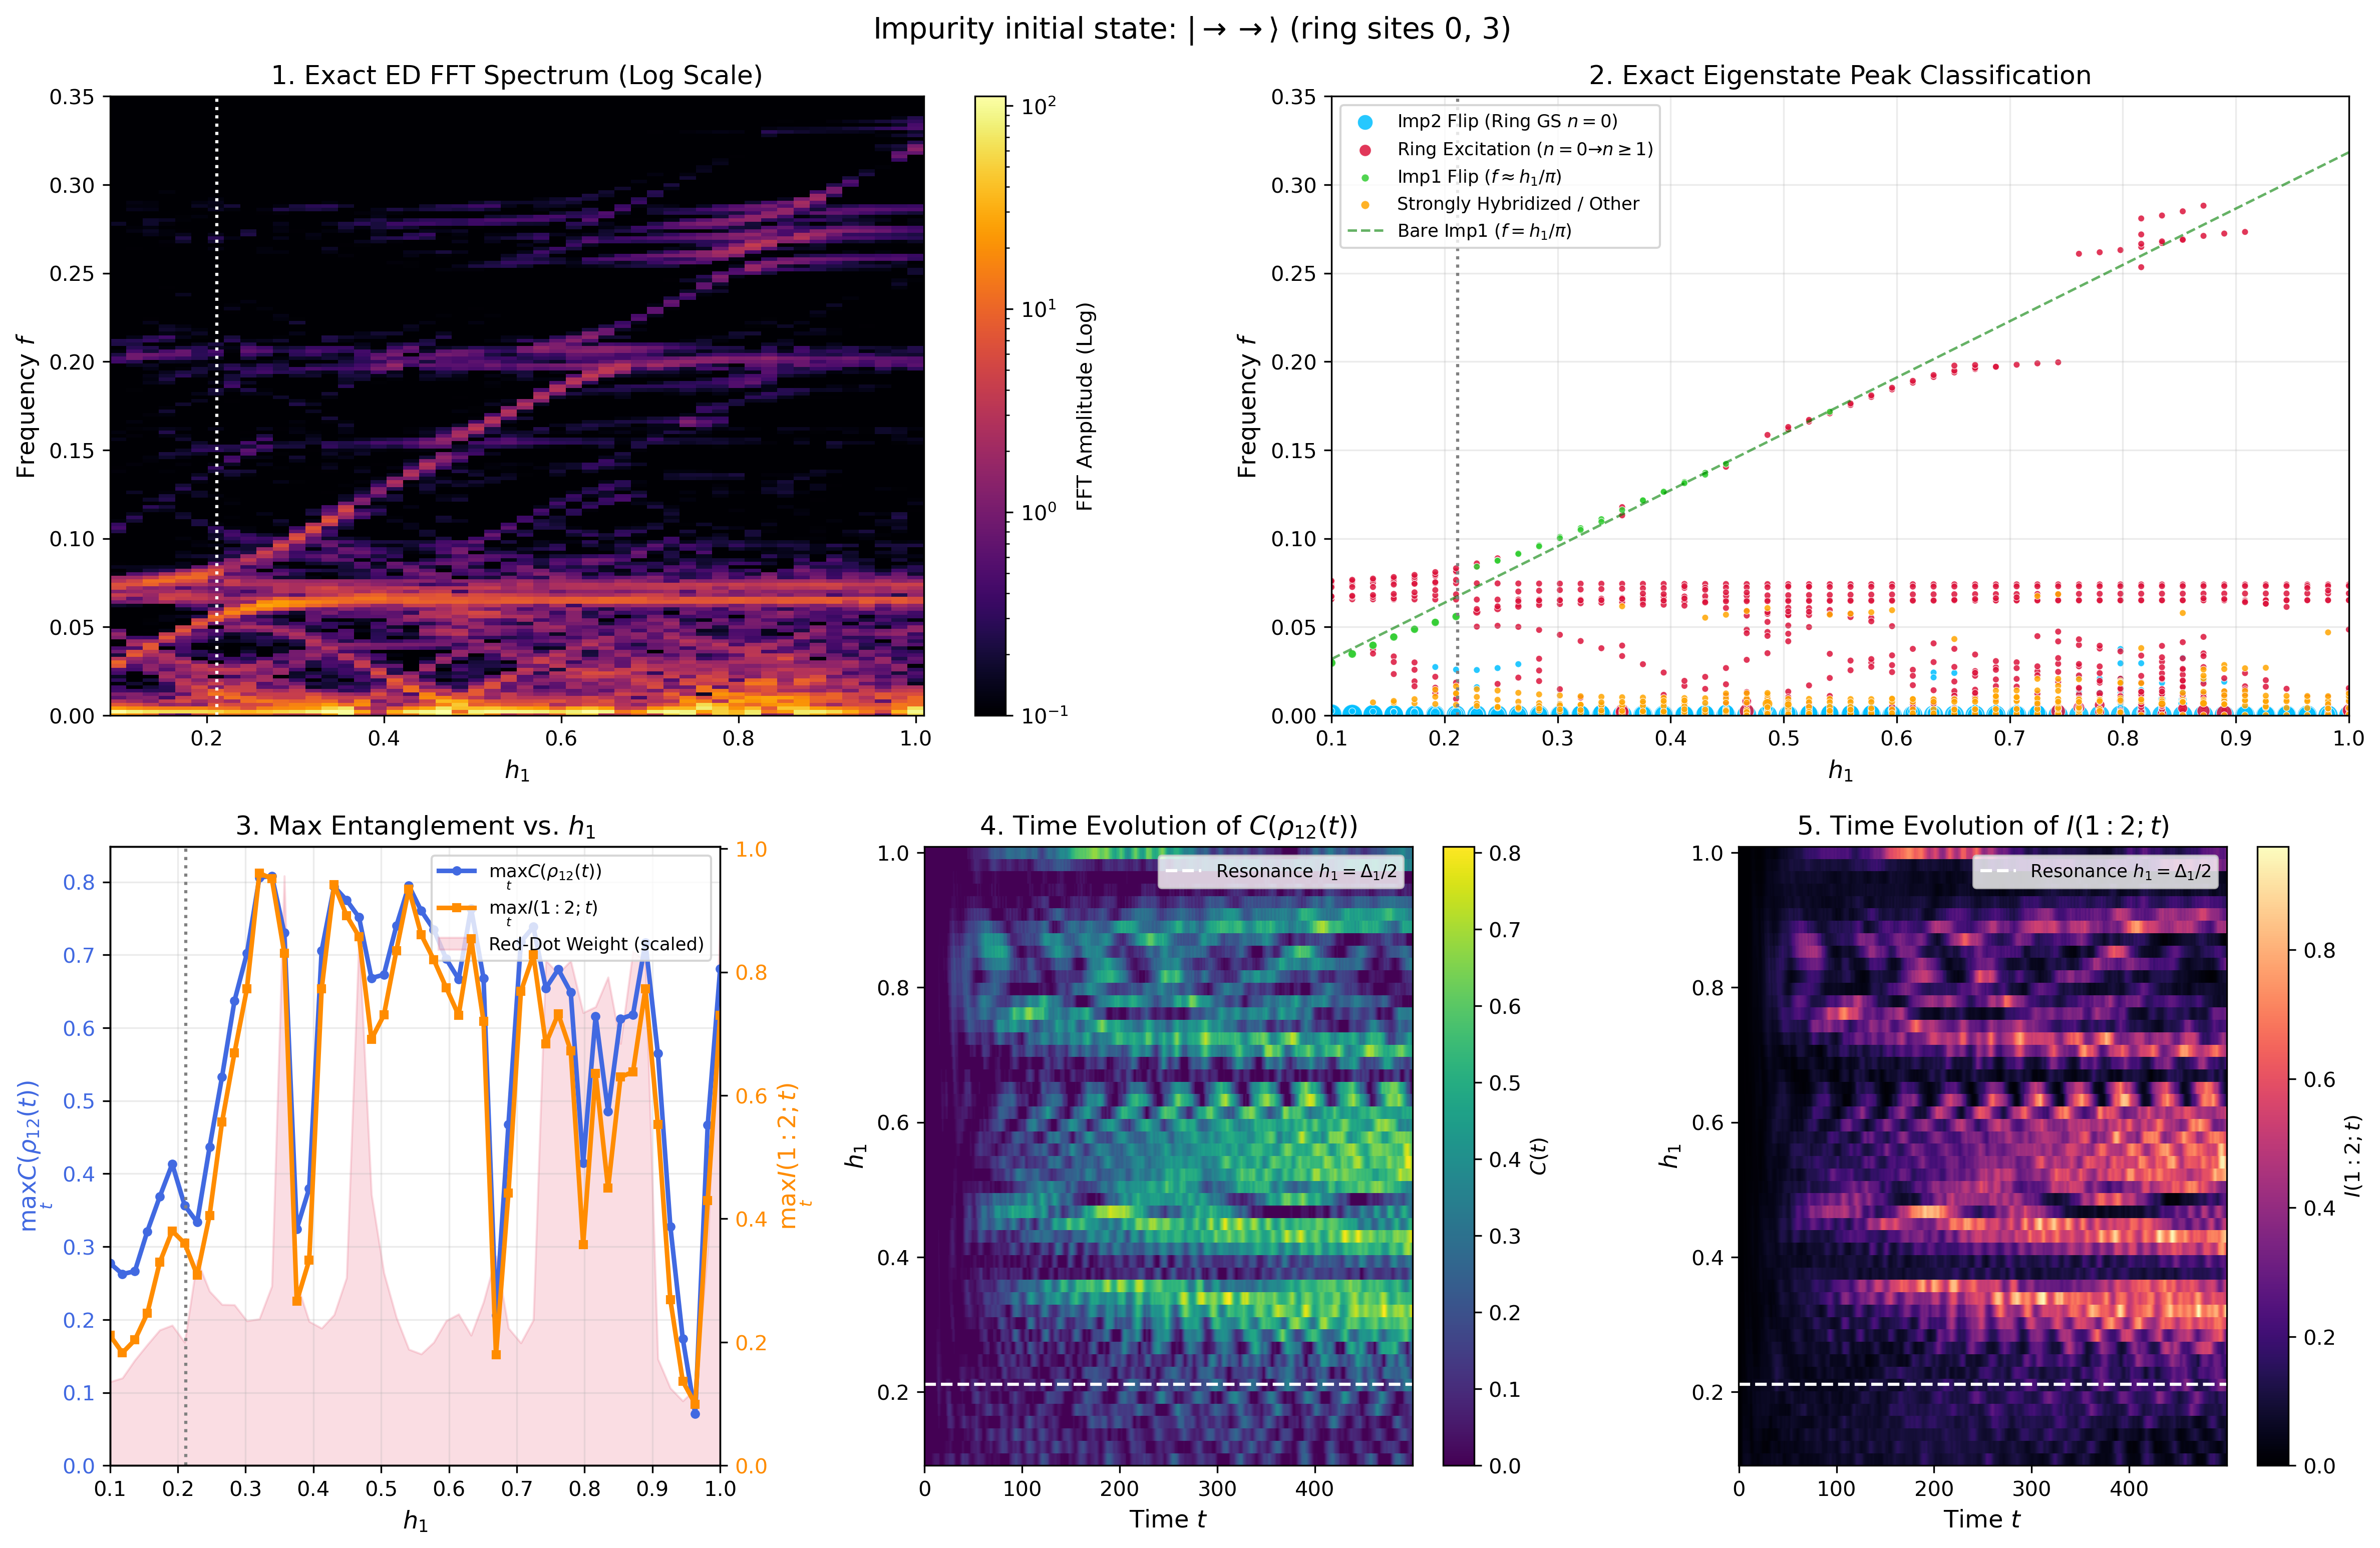 Impurity initial state: |→→⟩ (ring sites 0, 3)
1. Exact ED FFT Spectrum (Log Scale)
Frequency f
0.35
0.30
0.25
0.20
0.15
0.10
0.05
0.00
0.2
0.4
0.6
0.8
1.0
h₁
10²
10¹
10⁰
10⁻¹
FFT Amplitude (Log)
2. Exact Eigenstate Peak Classification
Imp2 Flip (Ring GS n = 0)
Ring Excitation (n = 0→n ≥ 1)
Imp1 Flip (f ≈ h₁/π)
Strongly Hybridized / Other
Bare Imp1 (f = h₁/π)
Frequency f
0.35
0.30
0.25
0.20
0.15
0.10
0.05
0.00
0.1
0.2
0.3
0.4
0.5
0.6
0.7
0.8
0.9
1.0
h₁
3. Max Entanglement vs. h₁
max C(ρ₁₂(t))
t
max I(1 : 2; t)
t
Red-Dot Weight (scaled)
max C(ρ₁₂(t))
t
0.8
0.7
0.6
0.5
0.4
0.3
0.2
0.1
0.0
0.1
0.2
0.3
0.4
0.5
0.6
0.7
0.8
0.9
1.0
h₁
1.0
0.8
0.6
0.4
0.2
0.0
max I(1 : 2; t)
t
4. Time Evolution of C(ρ₁₂(t))
Resonance h₁ = Δ₁/2
h₁
1.0
0.8
0.6
0.4
0.2
0
100
200
300
400
Time t
0.8
0.7
0.6
0.5
0.4
0.3
0.2
0.1
0.0
C(t)
5. Time Evolution of I(1 : 2; t)
Resonance h₁ = Δ₁/2
h₁
1.0
0.8
0.6
0.4
0.2
0
100
200
300
400
Time t
0.8
0.6
0.4
0.2
0.0
I(1 : 2; t)